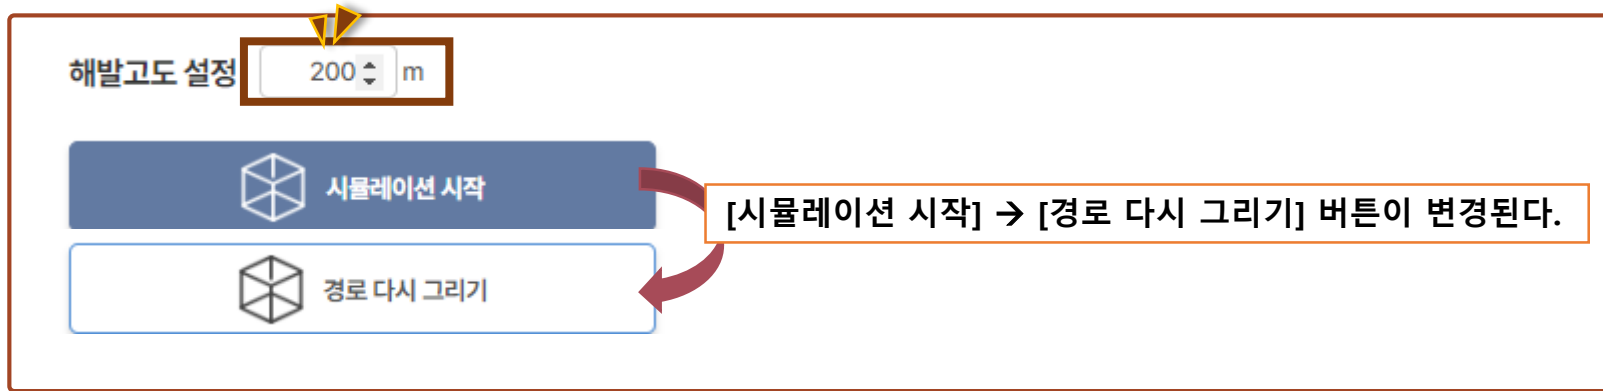 해발고도 설정 200 m
시뮬레이션 시작
[시뮬레이션 시작] → [경로 다시 그리기] 버튼이 변경된다.
경로 다시 그리기